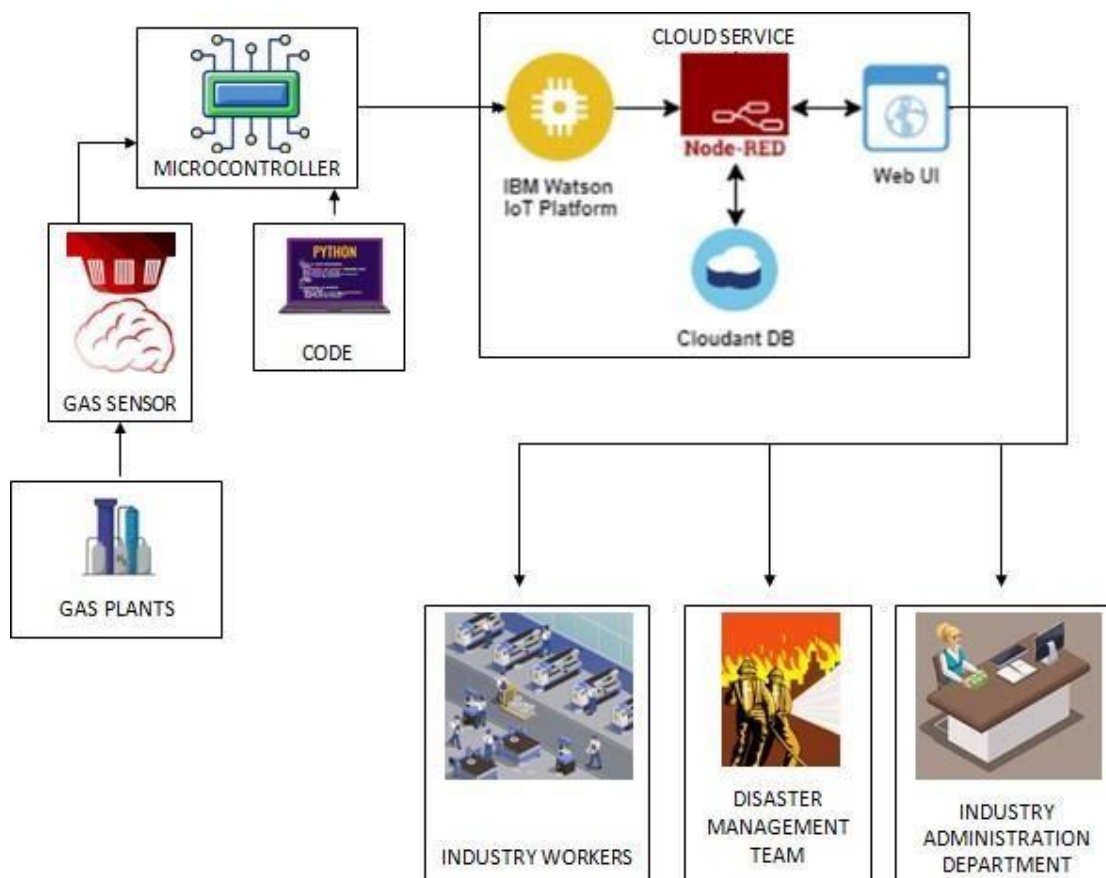 CLOUD SERVICE
MICROCONTROLLER
Node-RED
IBM Watson
IoT Platform
Web UI
PYTHON
CODE
Cloudant DB
GAS SENSOR
GAS PLANTS
INDUSTRY WORKERS
DISASTER
MANAGEMENT
TEAM
INDUSTRY
ADMINISTRATION
DEPARTMENT